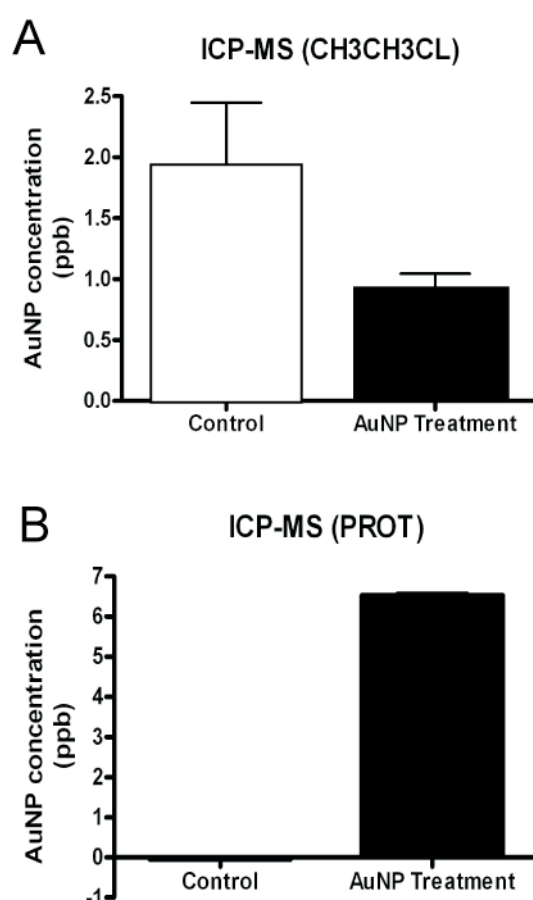 A
ICP-MS (CH3CH3CL)
AuNP concentration
(ppb)
2.5
2.0
1.5
1.0
0.5
0.0
Control AuNP Treatment
B
ICP-MS (PROT)
AuNP concentration
(ppb)
7
6
5
4
3
2
1
0
-1
Control AuNP Treatment